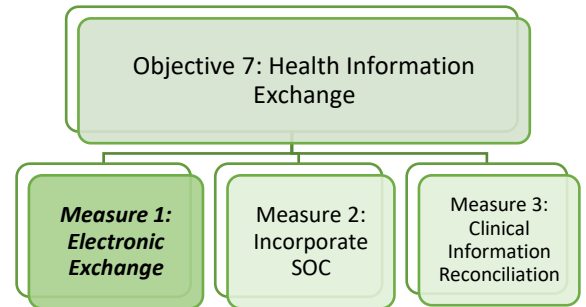 Objective 7: Health Information
Exchange
Measure 1:
Electronic
Exchange
Measure 2:
Incorporate
SOC
Measure 3:
Clinical
Information
Reconciliation